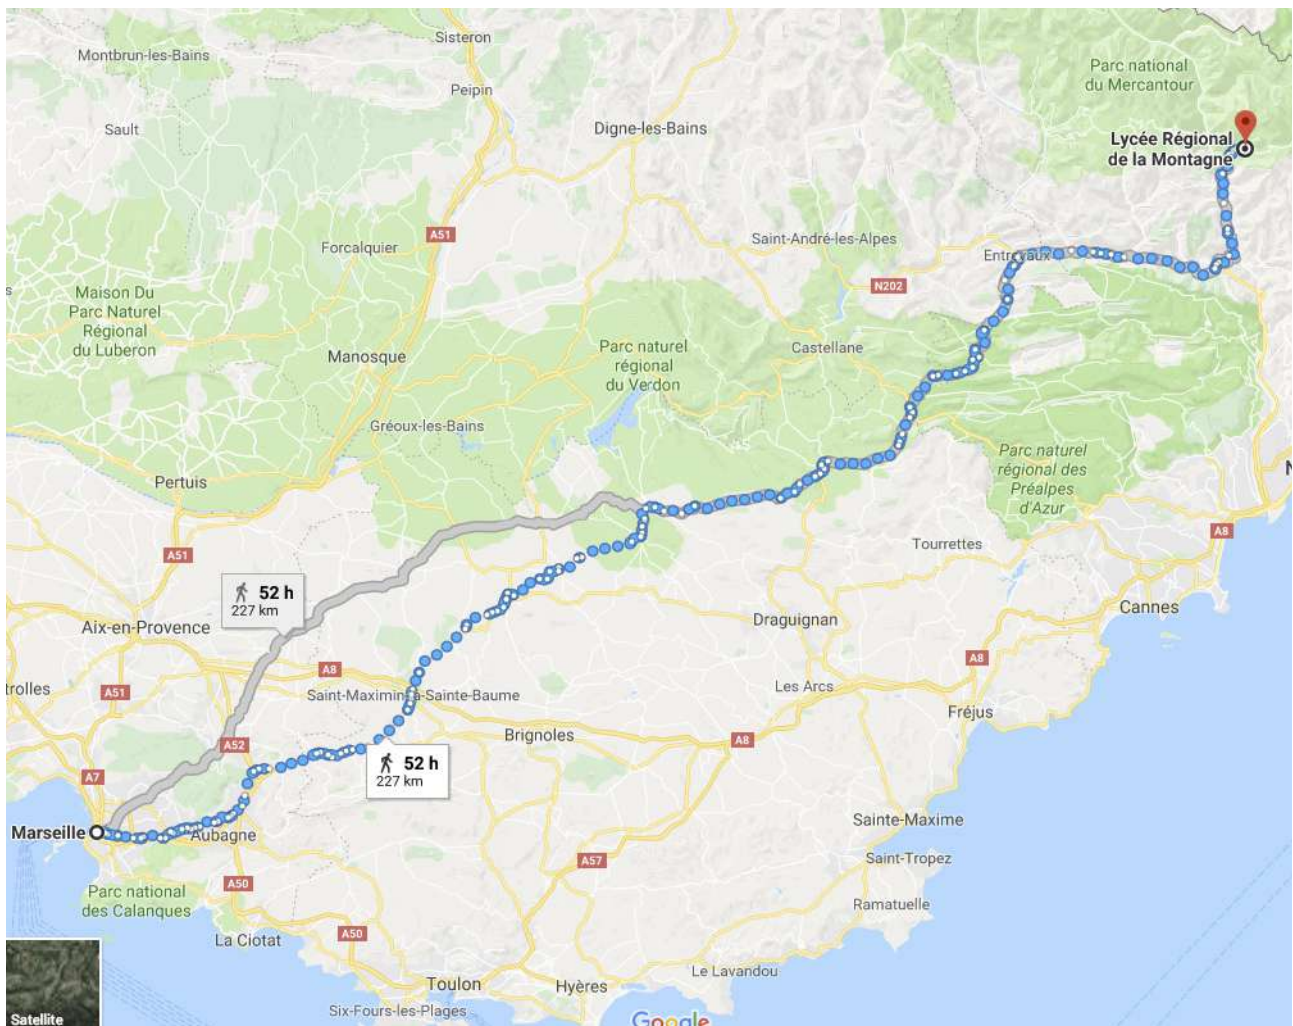 Sisteron
Montbrun-les-Bains
Peipin
Parc national
du Mercantour
Sault
Digne-les-Bains
Lycée Régional
de la Montagne
A51
Forcalquier
Saint-André-les-Alpes
Entrevaux
N202
Maison Du
Parc Naturel
Régional
du Luberon
Manosque
Parc naturel
régional
du Verdon
Castellane
Gréoux-les-Bains
Parc naturel
régional des
Préalpes
d'Azur
Pertuis
A51
A8
Tourrettes
52 h
227 km
Cannes
Aix-en-Provence
Draguignan
A8
A8
A51
Saint-Maximin-la-Sainte-Baume
Les Arcs
Fréjus
Brignoles
A8
A52
52 h
227 km
A7
Marseille
Aubagne
Sainte-Maxime
Saint-Tropez
A57
A50
Parc national
des Calanques
Ramatuelle
La Ciotat
A50
Le Lavandou
Toulon
Hyères
Six-Fours-les-Plages
Satellite
Google